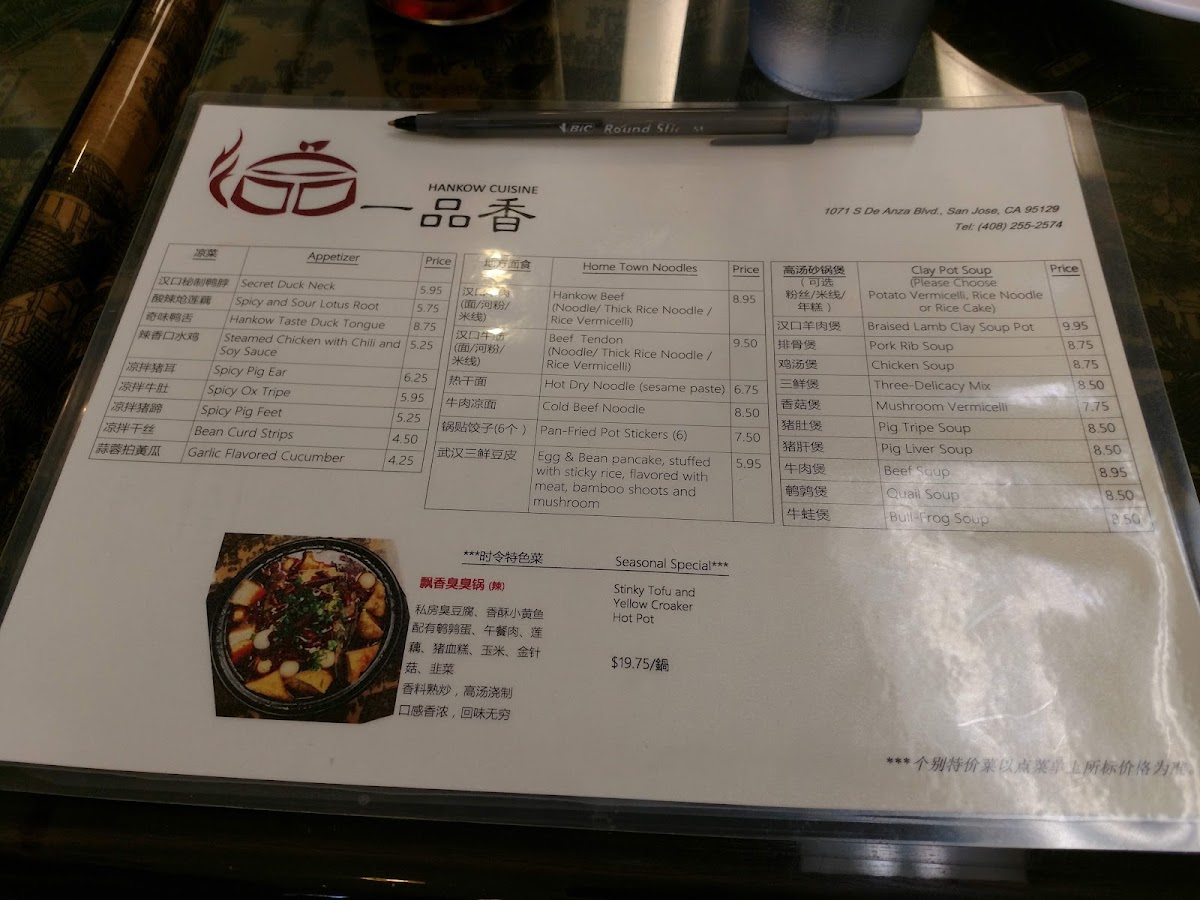 BIC Round Stic M
HANKOW CUISINE
一品香
1071 S De Anza Blvd., San Jose, CA 95129
Tel: (408) 255-2574
凉菜 Appetizer Price
汉口秘制鸭脖 Secret Duck Neck 5.95
酸辣炝莲藕 Spicy and Sour Lotus Root 5.75
奇味鸭舌 Hankow Taste Duck Tongue 8.75
辣香口水鸡 Steamed Chicken with Chili and 5.25
Soy Sauce
凉拌猪耳 Spicy Pig Ear 6.25
凉拌牛肚 Spicy Ox Tripe 5.95
凉拌猪蹄 Spicy Pig Feet 5.25
凉拌干丝 Bean Curd Strips 4.50
蒜蓉拍黃瓜 Garlic Flavored Cucumber 4.25
地方面食 Home Town Noodles Price
汉口牛 Hankow Beef 8.95
(面/河粉/ (Noodle/ Thick Rice Noodle /
米线) Rice Vermicelli)
汉口牛 Beef Tendon 9.50
(面/河粉/ (Noodle/ Thick Rice Noodle /
米线) Rice Vermicelli)
热干面 Hot Dry Noodle (sesame paste) 6.75
牛肉凉面 Cold Beef Noodle 8.50
锅贴饺子(6个 ) Pan-Fried Pot Stickers (6) 7.50
武汉三鲜豆皮 Egg & Bean pancake, stuffed 5.95
with sticky rice, flavored with
meat, bamboo shoots and
mushroom
高汤砂锅煲 Clay Pot Soup Price
( 可选 (Please Choose
粉丝/米线/ Potato Vermicelli, Rice Noodle
年糕 ) or Rice Cake)
汉口羊肉煲 Braised Lamb Clay Soup Pot 9.95
排骨煲 Pork Rib Soup 8.75
鸡汤煲 Chicken Soup 8.75
三鲜煲 Three-Delicacy Mix 8.50
香菇煲 Mushroom Vermicelli 7.75
猪肚煲 Pig Tripe Soup 8.50
猪肝煲 Pig Liver Soup 8.50
牛肉煲 Beef Soup 8.95
鹌鹑煲 Quail Soup 8.50
牛蛙煲 Bull-Frog Soup 8.50
***时令特色菜 Seasonal Special***
飘香臭臭锅 (辣)
私房臭豆腐、香酥小黄鱼
配有鹌鹑蛋、午餐肉、莲
藕、猪血糕、玉米、金针
菇、韭菜
香料熟炒，高汤浇制
口感香浓，回味无穷
Stinky Tofu and
Yellow Croaker
Hot Pot
$19.75/鍋
*** 个别特价菜以点菜单上所标价格为准